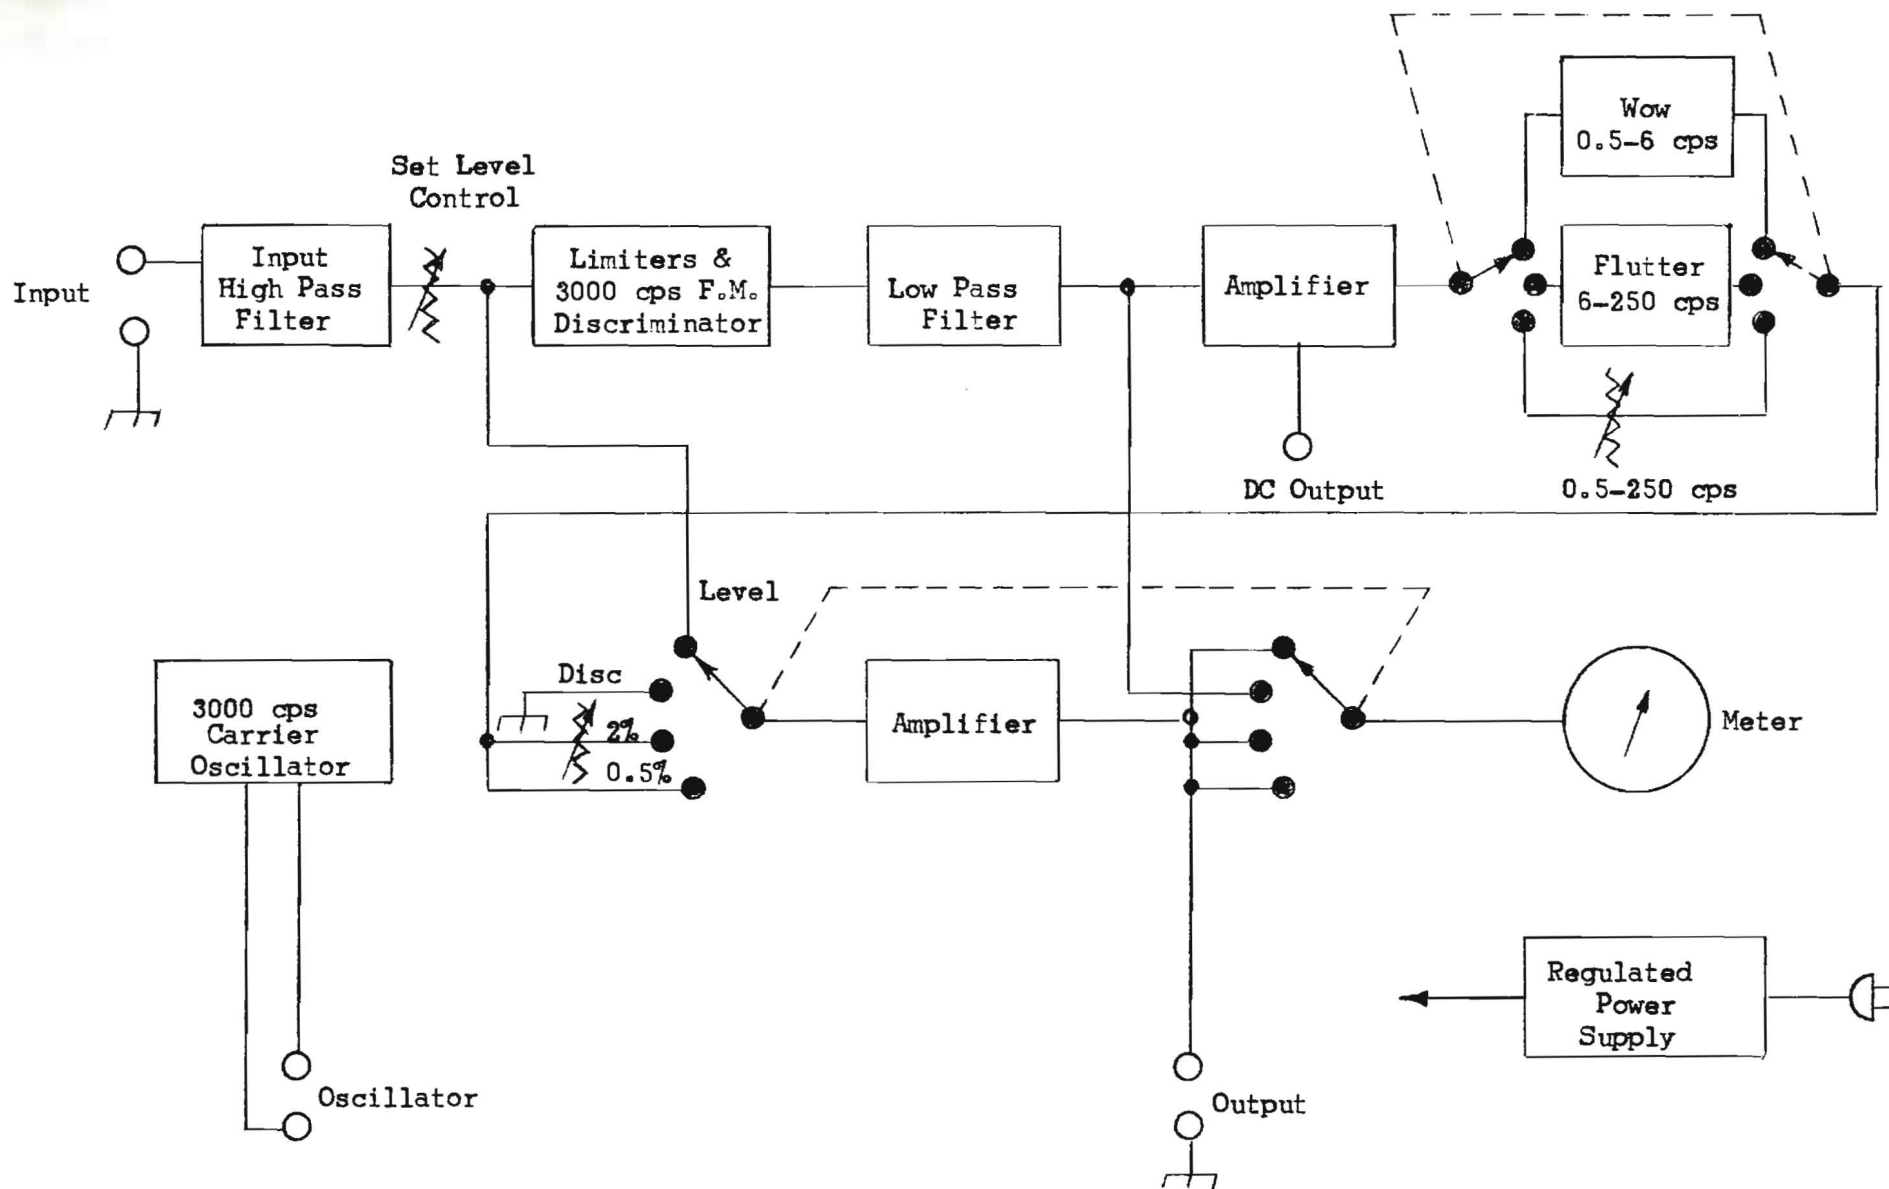 Wow
0.5-6 cps
Set Level
Control
Input
Input
High Pass
Filter
Limiters &
3000 cps F.M.
Discriminator
Low Pass
Filter
Amplifier
Flutter
6-250 cps
DC Output
0.5-250 cps
Level
Disc
2%
0.5%
3000 cps
Carrier
Oscillator
Amplifier
Meter
Regulated
Power
Supply
Oscillator
Output